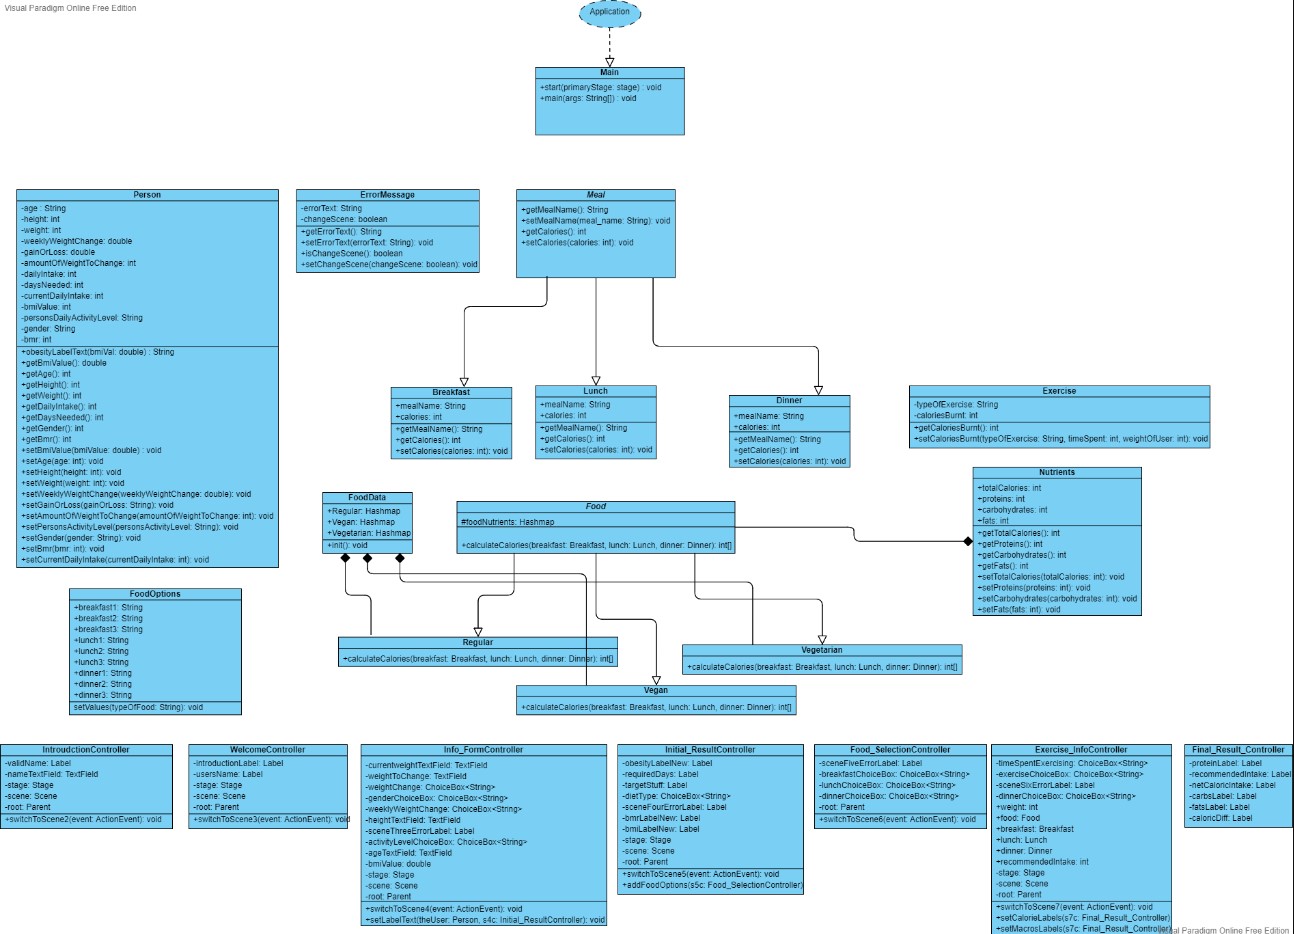 Visual Paradigm Online Free Edition
Application
Main
+start(primaryStage: stage) : void
+main(args: String[]) : void
Person
-age : String
-height: int
-weight: int
-weeklyWeightChange: double
-gainOrLoss: double
-amountOfWeightToChange: int
-dailyIntake: int
-daysNeeded: int
-currentDailyIntake: int
-bmiValue: int
-personsDailyActivityLevel: String
-gender: String
-bmr: int
+obesityLabelText(bmiVal: double) : String
+getBmiValue(): double
+getAge(): int
+getHeight(): int
+getWeight(): int
+getDailyIntake(): int
+getDaysNeeded(): int
+getGender(): int
+getBmr(): int
+setBmiValue(bmiValue: double) : void
+setAge(age: int): void
+setHeight(height: int): void
+setWeight(weight: int): void
+setWeeklyWeightChange(weeklyWeightChange: double): void
+setGainOrLoss(gainOrLoss: String): void
+setAmountOfWeightToChange(amountOfWeightToChange: int): void
+setPersonsActivityLevel(personsActivityLevel: String): void
+setGender(gender: String): void
+setBmr(bmr: int): void
+setCurrentDailyIntake(currentDailyIntake: int): void
ErrorMessage
-errorText: String
-changeScene: boolean
+getErrorText(): String
+setErrorText(errorText: String): void
+isChangeScene(): boolean
+setChangeScene(changeScene: boolean): void
Meal
+getMealName(): String
+setMealName(meal_name: String): void
+getCalories(): int
+setCalories(calories: int): void
Breakfast
+mealName: String
+calories: int
+getMealName(): String
+getCalories(): int
+setCalories(calories: int): void
Lunch
+mealName: String
+calories: int
+getMealName(): String
+getCalories(): int
+setCalories(calories: int): void
Dinner
+mealName: String
+calories: int
+getMealName(): String
+getCalories(): int
+setCalories(calories: int): void
Exercise
-typeOfExercise: String
-caloriesBurnt: int
+getCaloriesBurnt(): int
+setCaloriesBurnt(typeOfExercise: String, timeSpent: int, weightOfUser: int): void
Nutrients
+totalCalories: int
+proteins: int
+carbohydrates: int
+fats: int
+getTotalCalories(): int
+getProteins(): int
+getCarbohydrates(): int
+getFats(): int
+setTotalCalories(totalCalories: int): void
+setProteins(proteins: int): void
+setCarbohydrates(carbohydrates: int): void
+setFats(fats: int): void
FoodData
+Regular: Hashmap
+Vegan: Hashmap
+Vegetarian: Hashmap
+init(): void
Food
#foodNutrients: Hashmap
+calculateCalories(breakfast: Breakfast, lunch: Lunch, dinner: Dinner): int[]
FoodOptions
+breakfast1: String
+breakfast2: String
+breakfast3: String
+lunch1: String
+lunch2: String
+lunch3: String
+dinner1: String
+dinner2: String
+dinner3: String
setValues(typeOfFood: String): void
Regular
+calculateCalories(breakfast: Breakfast, lunch: Lunch, dinner: Dinner): int[]
Vegetarian
+calculateCalories(breakfast: Breakfast, lunch: Lunch, dinner: Dinner): int[]
Vegan
+calculateCalories(breakfast: Breakfast, lunch: Lunch, dinner: Dinner): int[]
IntroudctionController
-validName: Label
-nameTextField: TextField
-stage: Stage
-scene: Scene
-root: Parent
+switchToScene2(event: ActionEvent): void
WelcomeController
-introductionLabel: Label
-usersName: Label
-stage: Stage
-scene: Scene
-root: Parent
+switchToScene3(event: ActionEvent): void
Info_FormController
-currentweightTextField: TextField
-weightToChange: TextField
-weightChange: ChoiceBox<String>
-genderChoiceBox: ChoiceBox<String>
-weeklyWeightChange: ChoiceBox<String>
-heightTextField: TextField
-sceneThreeErrorLabel: Label
-activityLevelChoiceBox: ChoiceBox<String>
-ageTextField: TextField
-bmiValue: double
-stage: Stage
-scene: Scene
-root: Parent
+switchToScene4(event: ActionEvent): void
+setLabelText(theUser: Person, s4c: Initial_ResultController): void
Initial_ResultController
-obesityLabelNew: Label
-requiredDays: Label
-targetStuff: Label
-dietType: ChoiceBox<String>
-sceneFourErrorLabel: Label
-bmrLabelNew: Label
-bmiLabelNew: Label
-stage: Stage
-scene: Scene
-root: Parent
+switchToScene5(event: ActionEvent): void
+addFoodOptions(s5c: Food_SelectionController)
Food_SelectionController
-sceneFiveErrorLabel: Label
-breakfastChoiceBox: ChoiceBox<String>
-lunchChoiceBox: ChoiceBox<String>
-dinnerChoiceBox: ChoiceBox<String>
-root: Parent
+switchToScene6(event: ActionEvent): void
Exercise_InfoController
-timeSpentExercising: ChoiceBox<String>
-exerciseChoiceBox: ChoiceBox<String>
-sceneSixErrorLabel: Label
-dinnerChoiceBox: ChoiceBox<String>
+weight: int
+food: Food
+breakfast: Breakfast
+lunch: Lunch
+dinner: Dinner
+recommendedIntake: int
-stage: Stage
-scene: Scene
-root: Parent
+switchToScene7(event: ActionEvent): void
+setCalorieLabels(s7c: Final_Result_Controller)
+setMacrosLabels(s7c: Final_Result_Controller)
Final_Result_Controller
-proteinLabel: Label
-recommendedIntake: Label
-netCaloricIntake: Label
-carbsLabel: Label
-fatsLabel: Label
-caloricDiff: Label
Visual Paradigm Online Free Edition